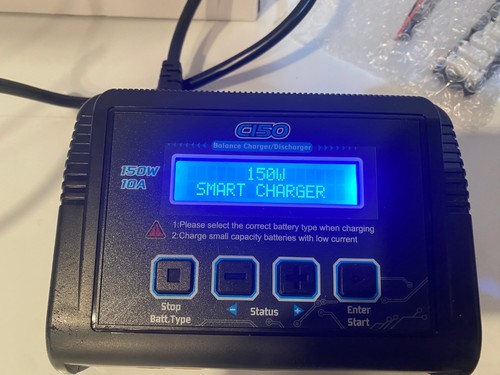 C150
Balance Charger/Discharger
150W
10A
150W
SMART CHARGER
1:Please select the correct battery type when charging
2:Charge small capacity batteries with low current
Stop
Batt.Type
Status
Enter
Start